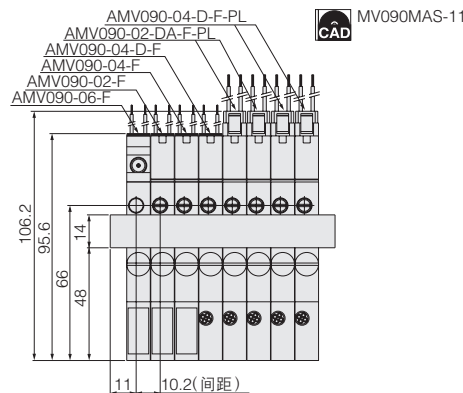 AMV090-04-D-F-PL
AMV090-02-DA-F-PL
AMV090-04-D-F
AMV090-04-F
AMV090-02-F
AMV090-06-F
CAD
MV090MAS-11
106.2
95.6
66
14
48
11
10.2(间距)